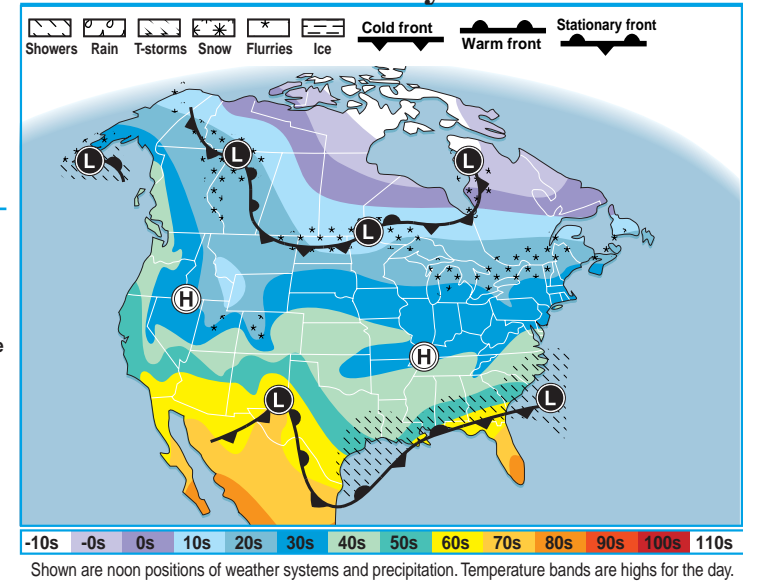 Showers Rain T-storms Snow Flurries Ice
Cold front
Warm front
Stationary front
L
L
L
L
H
H
L
L
-10s -0s 0s 10s 20s 30s 40s 50s 60s 70s 80s 90s 100s 110s
Shown are noon positions of weather systems and precipitation. Temperature bands are highs for the day.